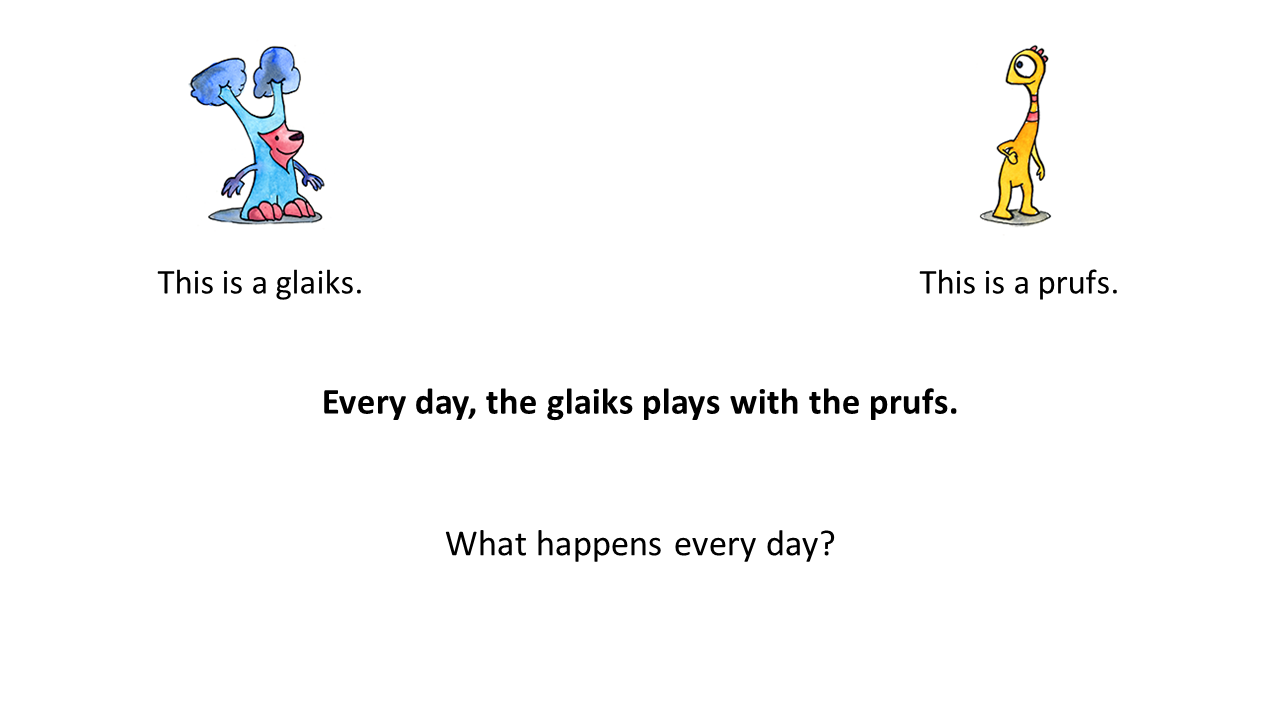 This is a glaiks.
This is a prufs.
Every day, the glaiks plays with the prufs.
What happens every day?